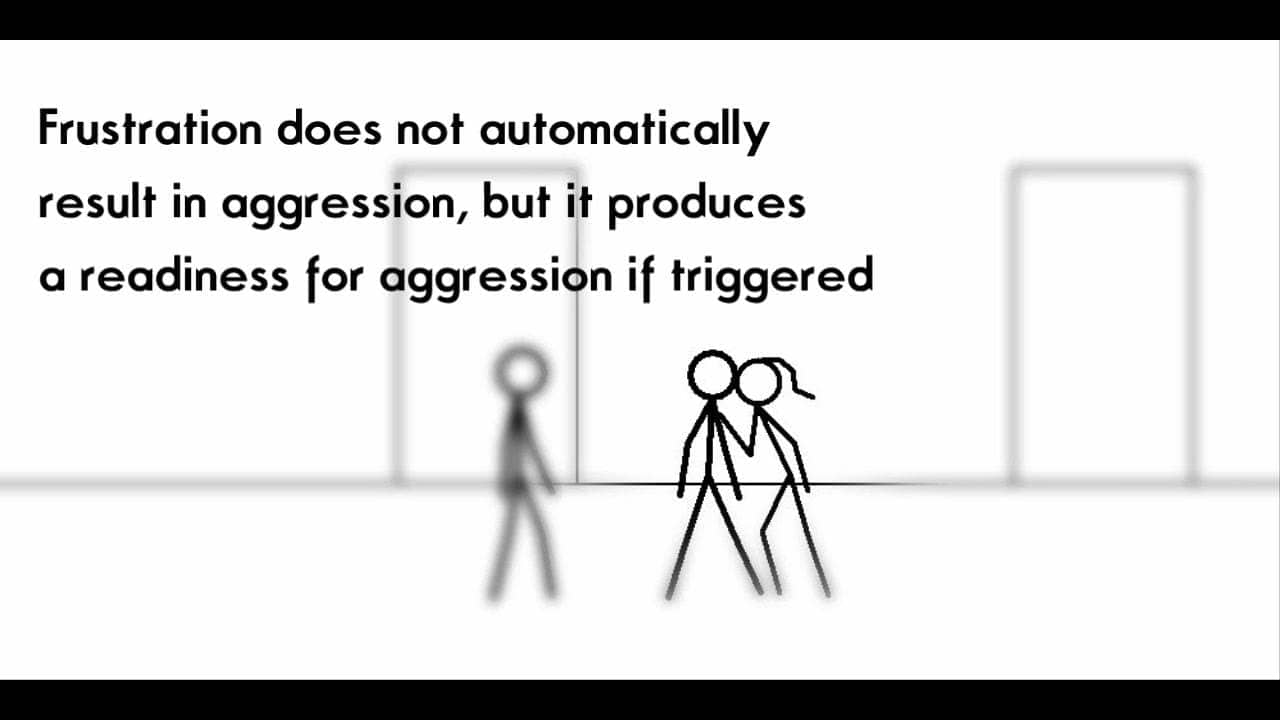 Frustration does not automatically
result in aggression, but it produces
a readiness for aggression if triggered